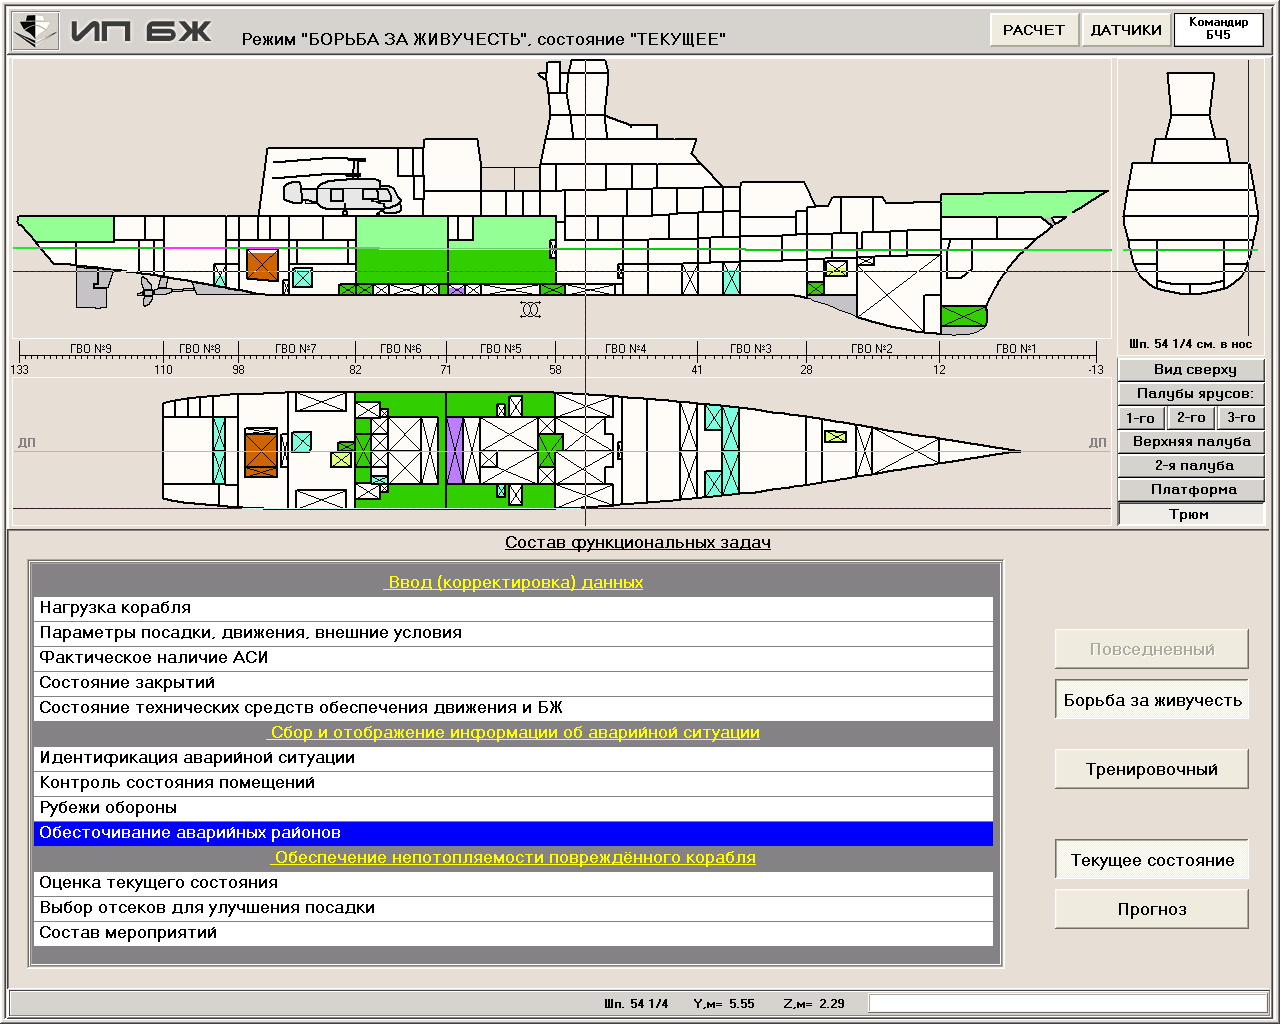 ИП БЖ
Режим "БОРЬБА ЗА ЖИВУЧЕСТЬ", состояние "ТЕКУЩЕЕ"
РАСЧЕТ
ДАТЧИКИ
Командир
БЧ5
Шп. 54 1/4 см. в нос
ГВО №9 ГВО №8 ГВО №7 ГВО №6 ГВО №5 ГВО №4 ГВО №3 ГВО №2 ГВО №1
133 110 98 82 71 58 41 28 12 -13
ДП ДП
Вид сверху
Палубы ярусов:
1-го 2-го 3-го
Верхняя палуба
2-я палуба
Платформа
Трюм
Состав функциональных задач
Ввод (корректировка) данных
Нагрузка корабля
Параметры посадки, движения, внешние условия
Фактическое наличие АСИ
Состояние закрытий
Состояние технических средств обеспечения движения и БЖ
Сбор и отображение информации об аварийной ситуации
Идентификация аварийной ситуации
Контроль состояния помещений
Рубежи обороны
Обесточивание аварийных районов
Обеспечение непотопляемости повреждённого корабля
Оценка текущего состояния
Выбор отсеков для улучшения посадки
Состав мероприятий
Повседневный
Борьба за живучесть
Тренировочный
Текущее состояние
Прогноз
Шп. 54 1/4 Y,м= 5.55 Z,м= 2.29